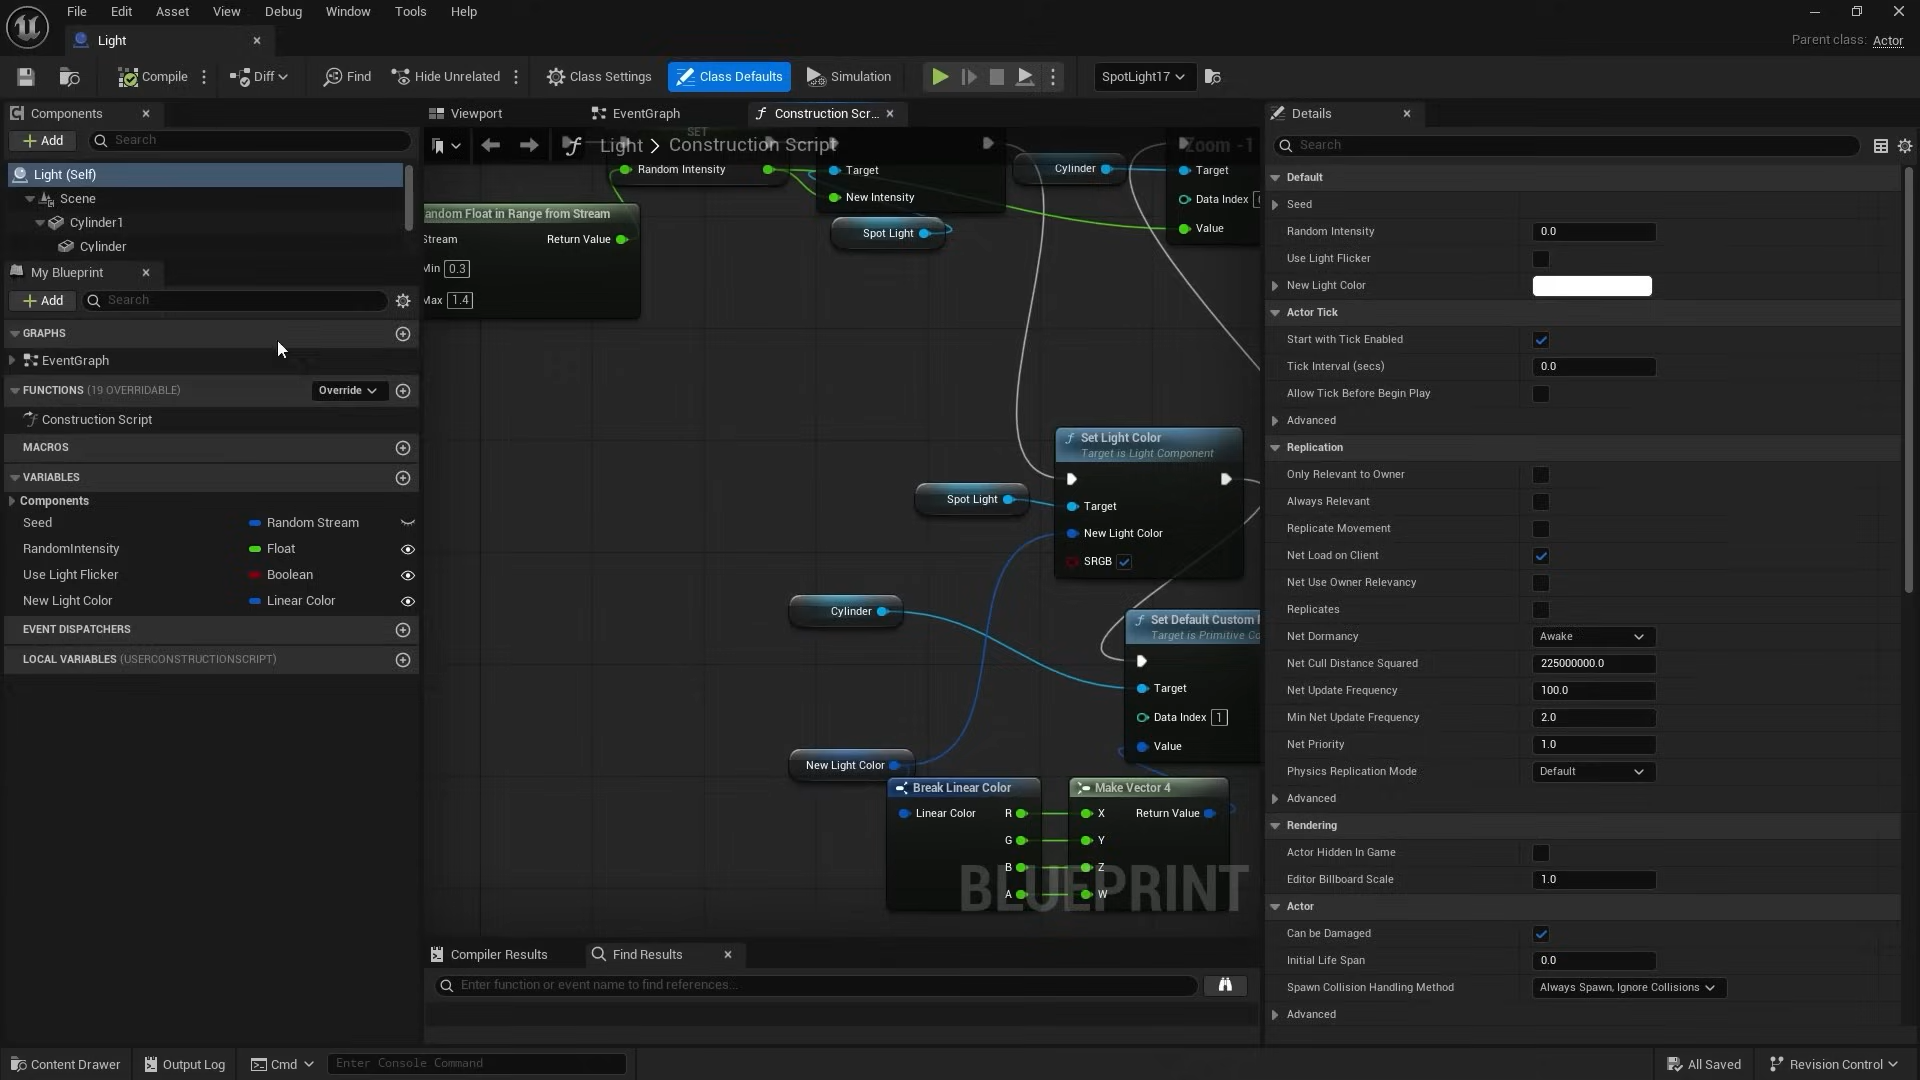 File Edit Asset View Debug Window Tools Help
Light
Parent class: Actor
Compile Diff Find Hide Unrelated Class Settings Class Defaults Simulation SpotLight17
Components
Add Search
Light (Self)
Scene
Cylinder1
Cylinder
My Blueprint
Add Search
GRAPHS
EventGraph
FUNCTIONS (19 OVERRIDABLE) Override
Construction Script
MACROS
VARIABLES
Components
Seed Random Stream
RandomIntensity Float
Use Light Flicker Boolean
New Light Color Linear Color
EVENT DISPATCHERS
LOCAL VARIABLES (USERCONSTRUCTIONSCRIPT)
Viewport EventGraph Construction Scr...
Light > Construction Script
Zoom -1
SET
Random Intensity
Target
New Intensity
Spot Light
Cylinder
Target
Data Index
Value
andom Float in Range from Stream
Stream Return Value
Min 0.3
Max 1.4
Set Light Color
Target is Light Component
Spot Light
Target
New Light Color
SRGB
Cylinder
Set Default Custom
Target is Primitive Co
Target
Data Index 1
Value
New Light Color
Break Linear Color
Linear Color R
G
B
A
Make Vector 4
X Return Value
Y
Z
W
BLUEPRINT
Compiler Results Find Results
Enter function or event name to find references...
Details
Search
Default
Seed
Random Intensity 0.0
Use Light Flicker
New Light Color
Actor Tick
Start with Tick Enabled
Tick Interval (secs) 0.0
Allow Tick Before Begin Play
Advanced
Replication
Only Relevant to Owner
Always Relevant
Replicate Movement
Net Load on Client
Net Use Owner Relevancy
Replicates
Net Dormancy Awake
Net Cull Distance Squared 225000000.0
Net Update Frequency 100.0
Min Net Update Frequency 2.0
Net Priority 1.0
Physics Replication Mode Default
Advanced
Rendering
Actor Hidden In Game
Editor Billboard Scale 1.0
Actor
Can be Damaged
Initial Life Span 0.0
Spawn Collision Handling Method Always Spawn, Ignore Collisions
Advanced
Content Drawer Output Log Cmd Enter Console Command All Saved Revision Control